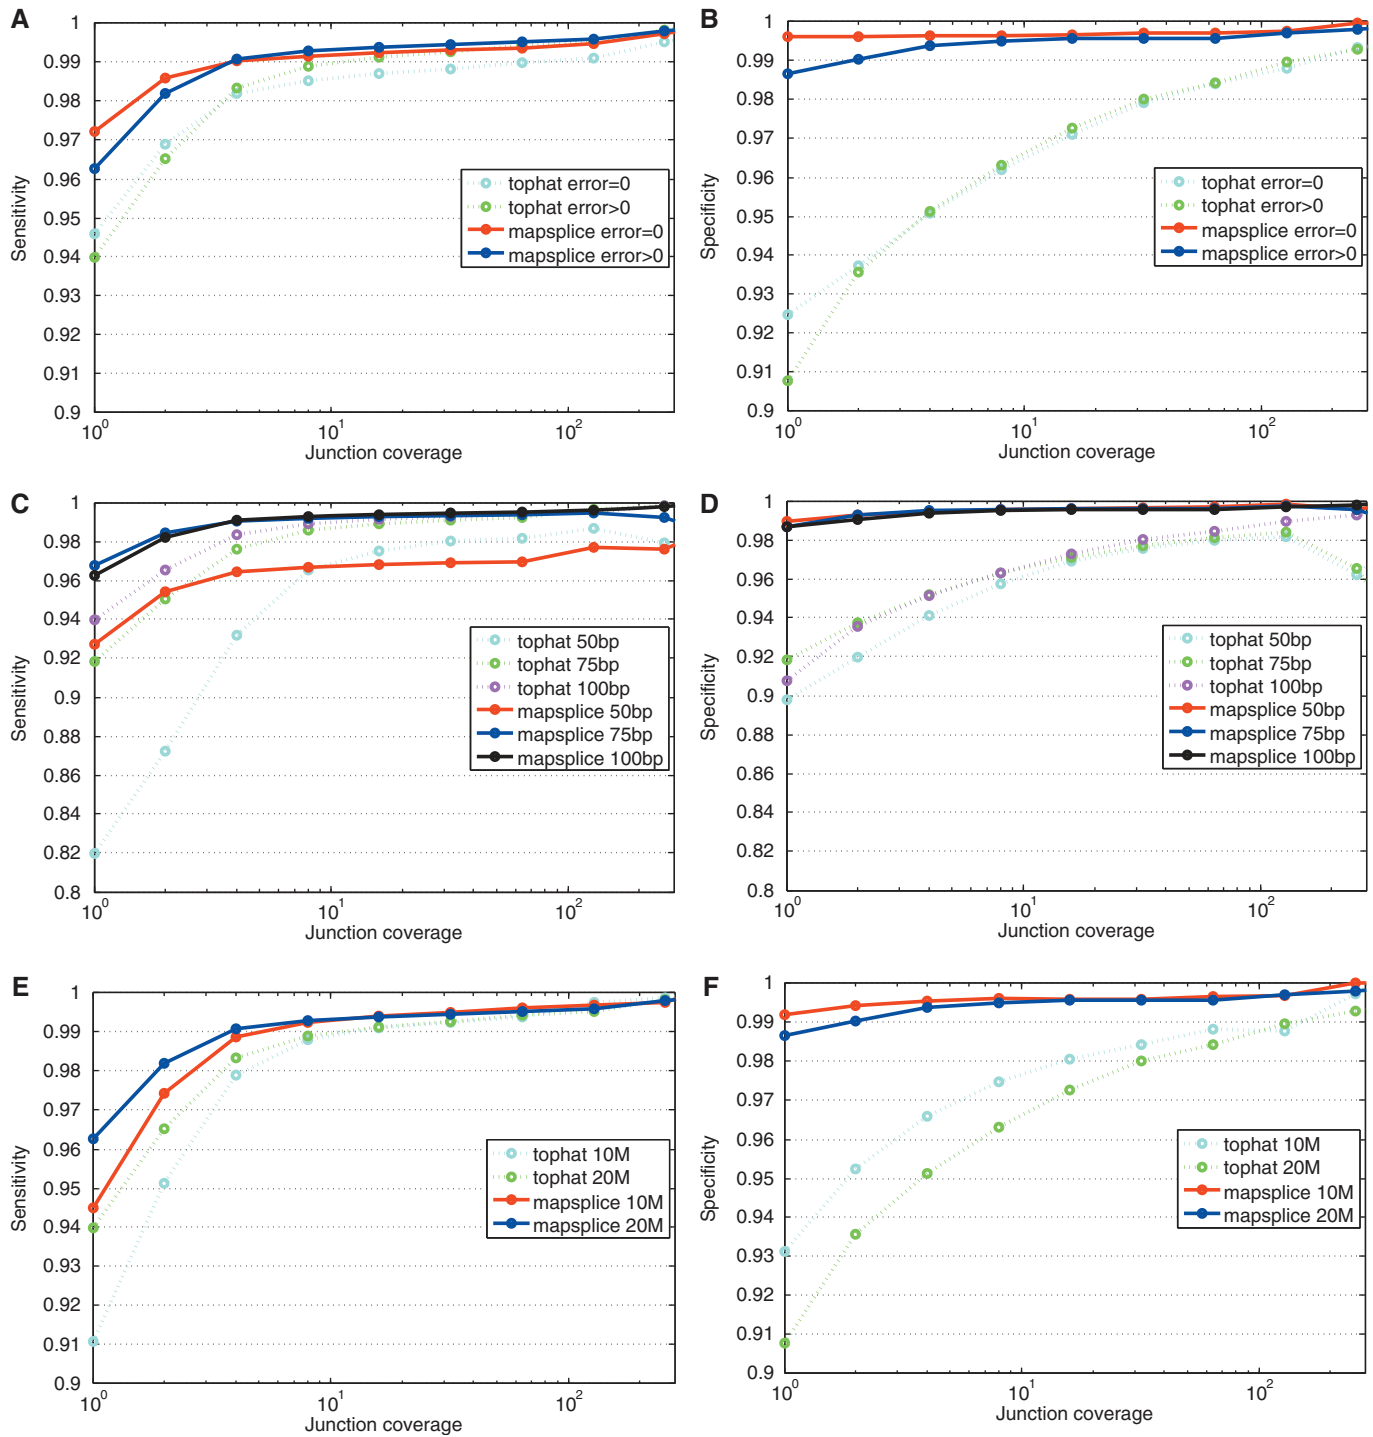 A
1
0.99
0.98
0.97
0.96
0.95
0.94
0.93
0.92
0.91
0.9
Sensitivity
10^0
10^1
10^2
Junction coverage
tophat error=0
tophat error>0
mapsplice error=0
mapsplice error>0
B
1
0.99
0.98
0.97
0.96
0.95
0.94
0.93
0.92
0.91
0.9
Specificity
10^0
10^1
10^2
Junction coverage
tophat error=0
tophat error>0
mapsplice error=0
mapsplice error>0
C
1
0.98
0.96
0.94
0.92
0.9
0.88
0.86
0.84
0.82
0.8
Sensitivity
10^0
10^1
10^2
Junction coverage
tophat 50bp
tophat 75bp
tophat 100bp
mapsplice 50bp
mapsplice 75bp
mapsplice 100bp
D
1
0.98
0.96
0.94
0.92
0.9
0.88
0.86
0.84
0.82
0.8
Specificity
10^0
10^1
10^2
Junction coverage
tophat 50bp
tophat 75bp
tophat 100bp
mapsplice 50bp
mapsplice 75bp
mapsplice 100bp
E
1
0.99
0.98
0.97
0.96
0.95
0.94
0.93
0.92
0.91
0.9
Sensitivity
10^0
10^1
10^2
Junction coverage
tophat 10M
tophat 20M
mapsplice 10M
mapsplice 20M
F
1
0.99
0.98
0.97
0.96
0.95
0.94
0.93
0.92
0.91
0.9
Specificity
10^0
10^1
10^2
Junction coverage
tophat 10M
tophat 20M
mapsplice 10M
mapsplice 20M